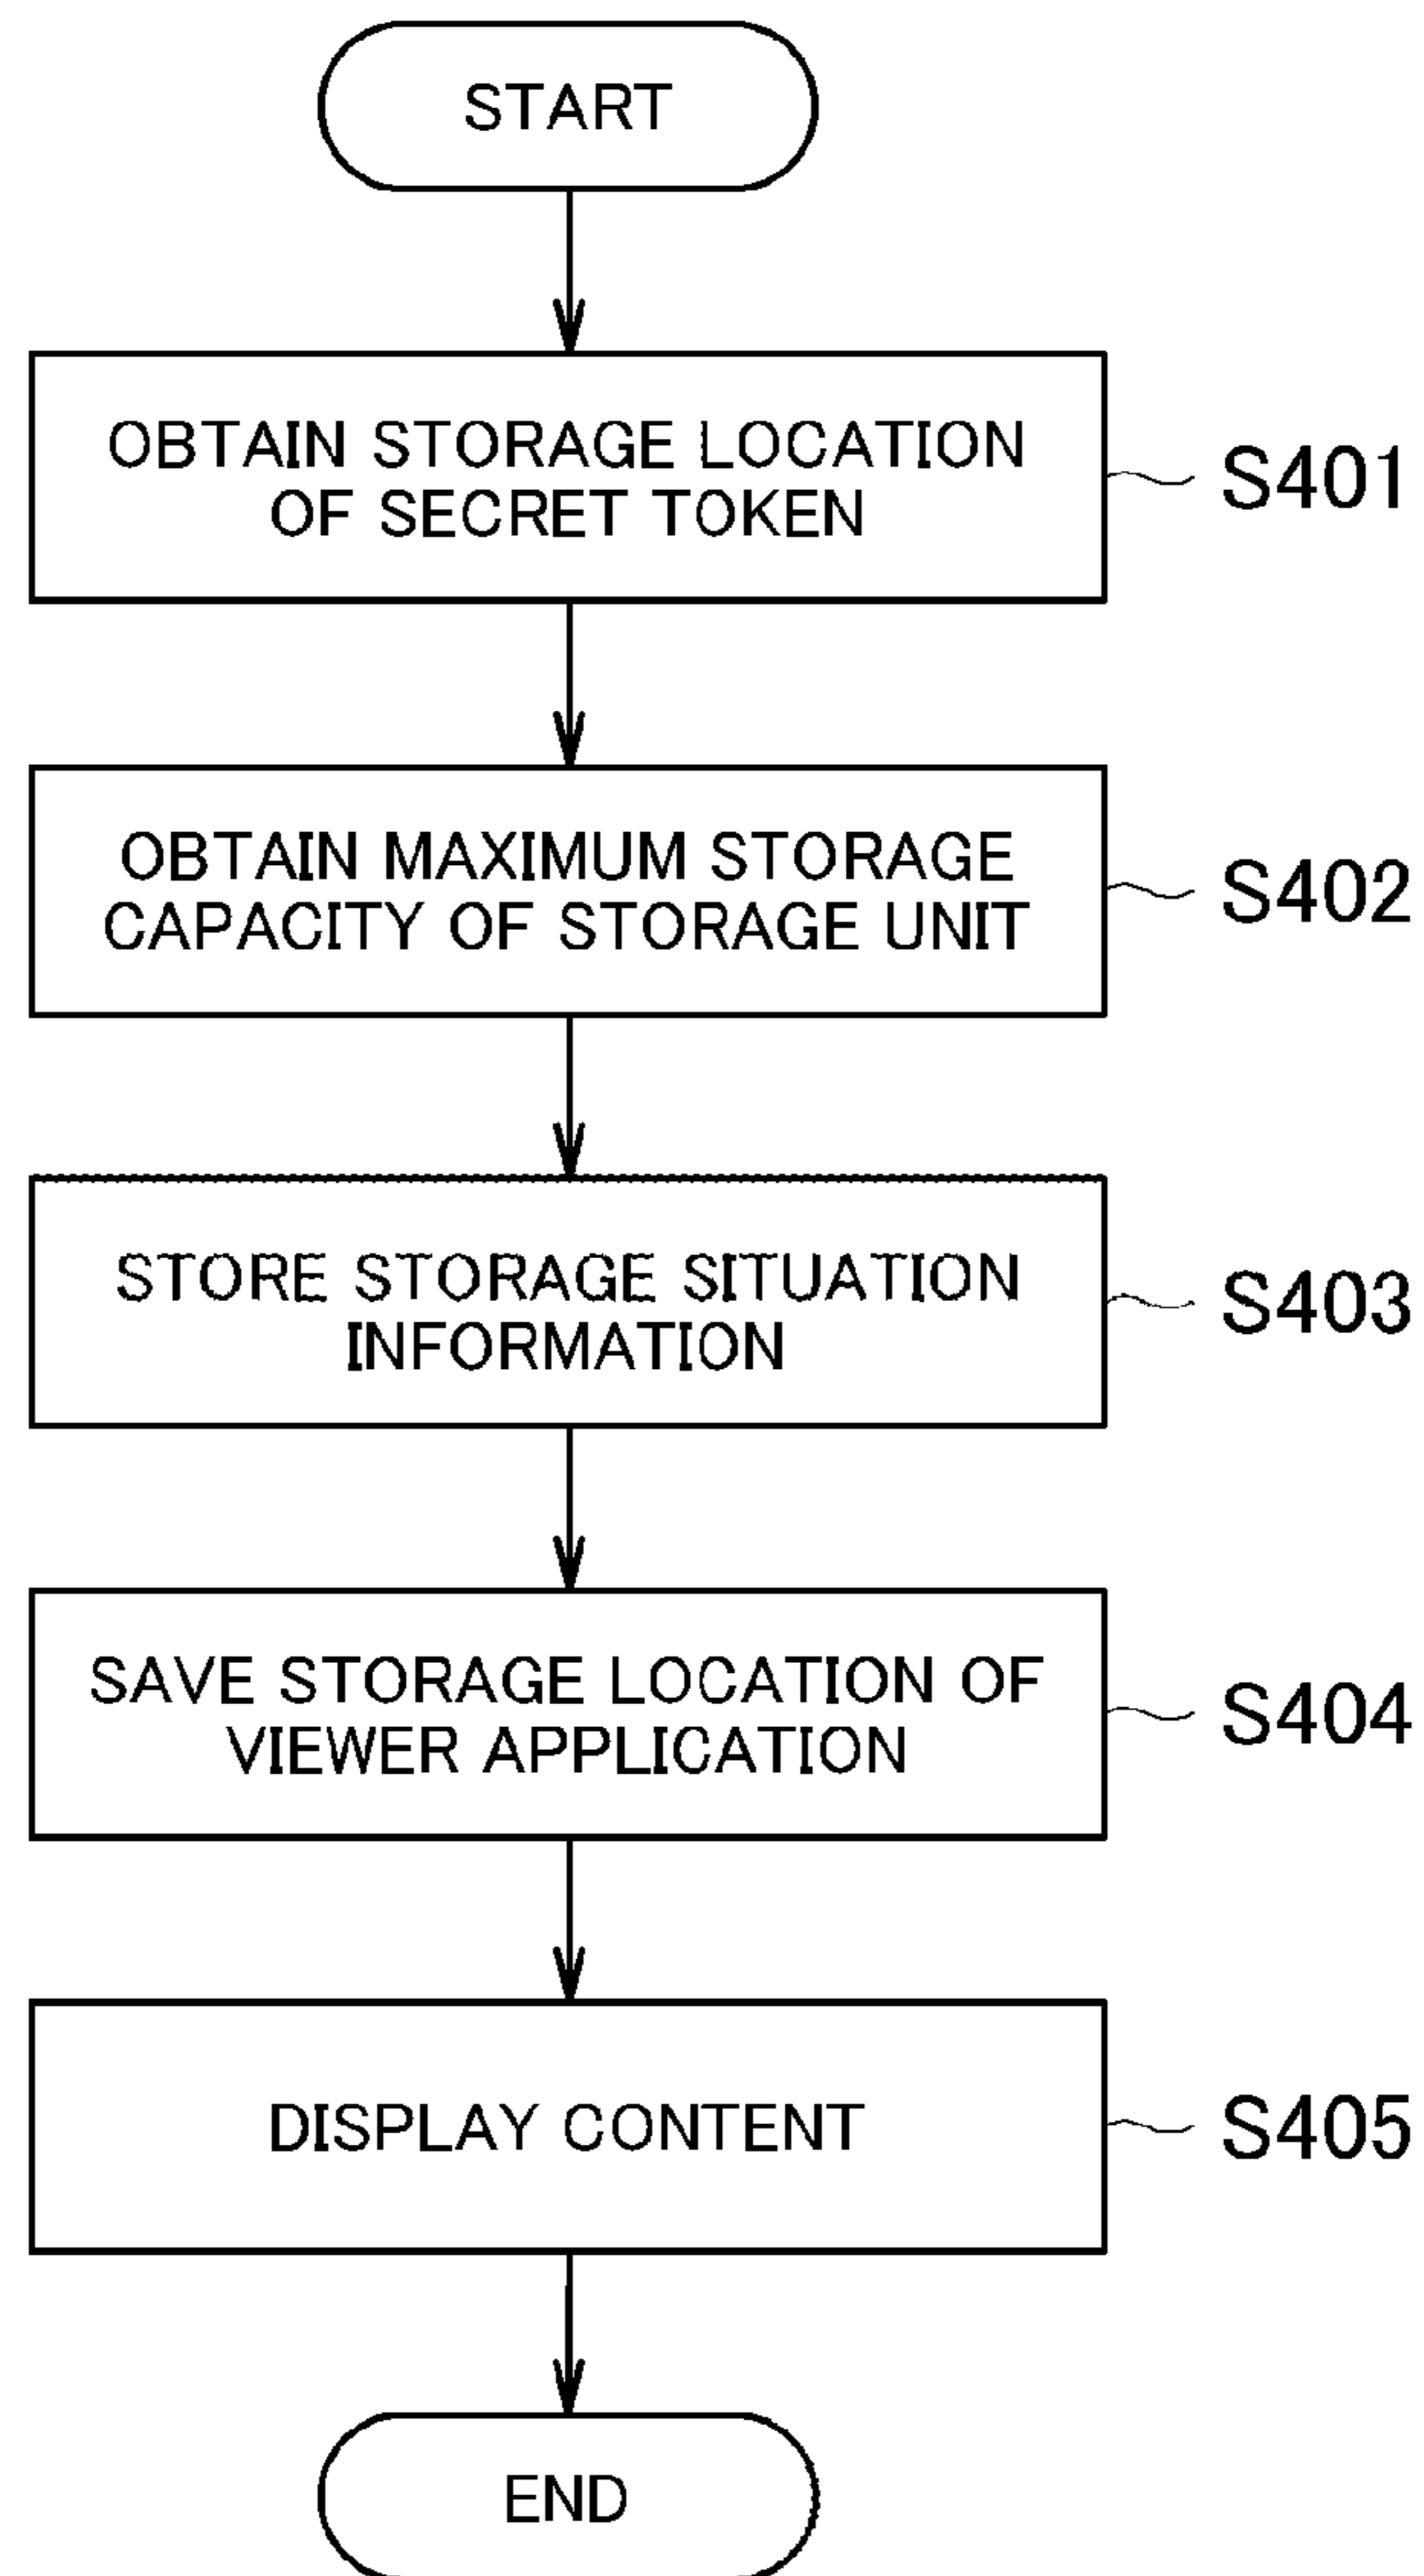 START
OBTAIN STORAGE LOCATION
OF SECRET TOKEN
S401
OBTAIN MAXIMUM STORAGE
CAPACITY OF STORAGE UNIT
S402
STORE STORAGE SITUATION
INFORMATION
S403
SAVE STORAGE LOCATION OF
VIEWER APPLICATION
S404
DISPLAY CONTENT
S405
END